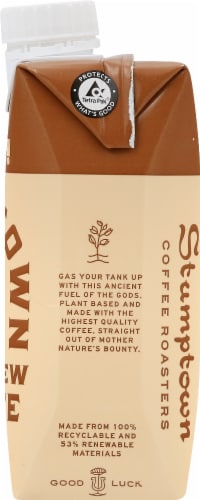 PROTECTS
Tetra Pak
WHAT'S GOOD
GAS YOUR TANK UP
WITH THIS ANCIENT
FUEL OF THE GODS.
PLANT BASED AND
MADE WITH THE
HIGHEST QUALITY
COFFEE, STRAIGHT
OUT OF MOTHER
NATURE'S BOUNTY.
MADE FROM 100%
RECYCLABLE AND
53% RENEWABLE
MATERIALS
GOOD LUCK
Stumptown
COFFEE ROASTERS
OWN
EW
E